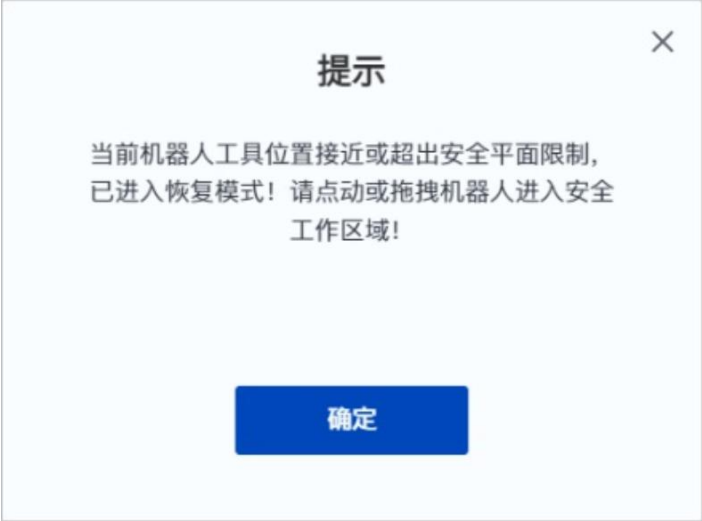 提示
当前机器人工具位置接近或超出安全平面限制，
已进入恢复模式！请点动或拖拽机器人进入安全
工作区域！
确定